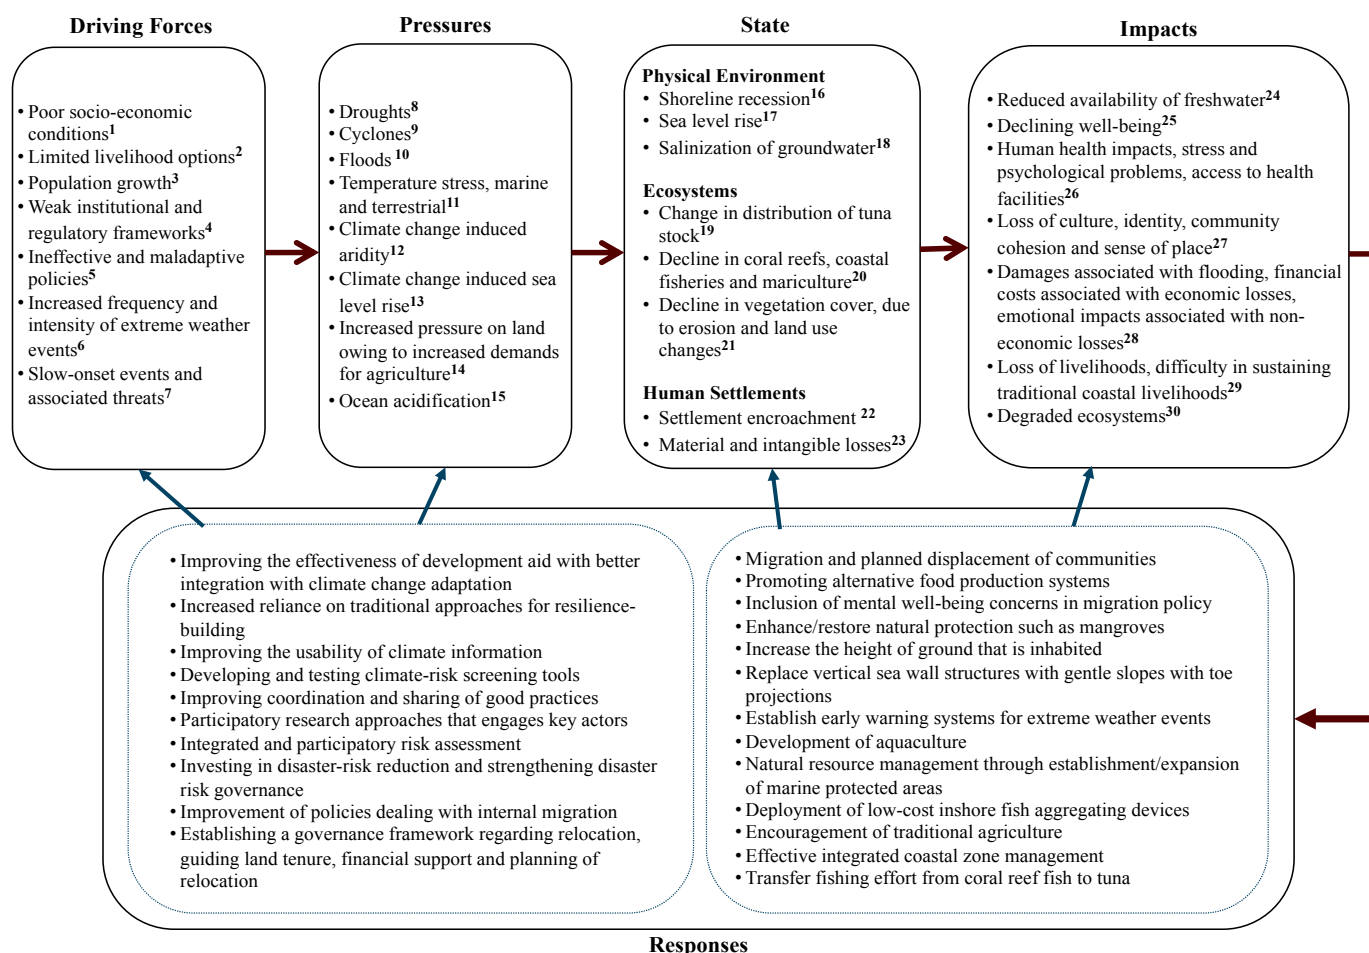 Driving Forces
• Poor socio-economic
conditions1
• Limited livelihood options2
• Population growth3
• Weak institutional and
regulatory frameworks4
• Ineffective and maladaptive
policies5
• Increased frequency and
intensity of extreme weather
events6
• Slow-onset events and
associated threats7
Pressures
• Droughts8
• Cyclones9
• Floods 10
• Temperature stress, marine
and terrestrial11
• Climate change induced
aridity12
• Climate change induced sea
level rise13
• Increased pressure on land
owing to increased demands
for agriculture14
• Ocean acidification15
State
Physical Environment
• Shoreline recession16
• Sea level rise17
• Salinization of groundwater18
Ecosystems
• Change in distribution of tuna
stock19
• Decline in coral reefs, coastal
fisheries and mariculture20
• Decline in vegetation cover, due
to erosion and land use
changes21
Human Settlements
• Settlement encroachment 22
• Material and intangible losses23
Impacts
• Reduced availability of freshwater24
• Declining well-being25
• Human health impacts, stress and
psychological problems, access to health
facilities26
• Loss of culture, identity, community
cohesion and sense of place27
• Damages associated with flooding, financial
costs associated with economic losses,
emotional impacts associated with non-
economic losses28
• Loss of livelihoods, difficulty in sustaining
traditional coastal livelihoods29
• Degraded ecosystems30
• Improving the effectiveness of development aid with better
integration with climate change adaptation
• Increased reliance on traditional approaches for resilience-
building
• Improving the usability of climate information
• Developing and testing climate-risk screening tools
• Improving coordination and sharing of good practices
• Participatory research approaches that engages key actors
• Integrated and participatory risk assessment
• Investing in disaster-risk reduction and strengthening disaster
risk governance
• Improvement of policies dealing with internal migration
• Establishing a governance framework regarding relocation,
guiding land tenure, financial support and planning of
relocation
• Migration and planned displacement of communities
• Promoting alternative food production systems
• Inclusion of mental well-being concerns in migration policy
• Enhance/restore natural protection such as mangroves
• Increase the height of ground that is inhabited
• Replace vertical sea wall structures with gentle slopes with toe
projections
• Establish early warning systems for extreme weather events
• Development of aquaculture
• Natural resource management through establishment/expansion
of marine protected areas
• Deployment of low-cost inshore fish aggregating devices
• Encouragement of traditional agriculture
• Effective integrated coastal zone management
• Transfer fishing effort from coral reef fish to tuna
Responses